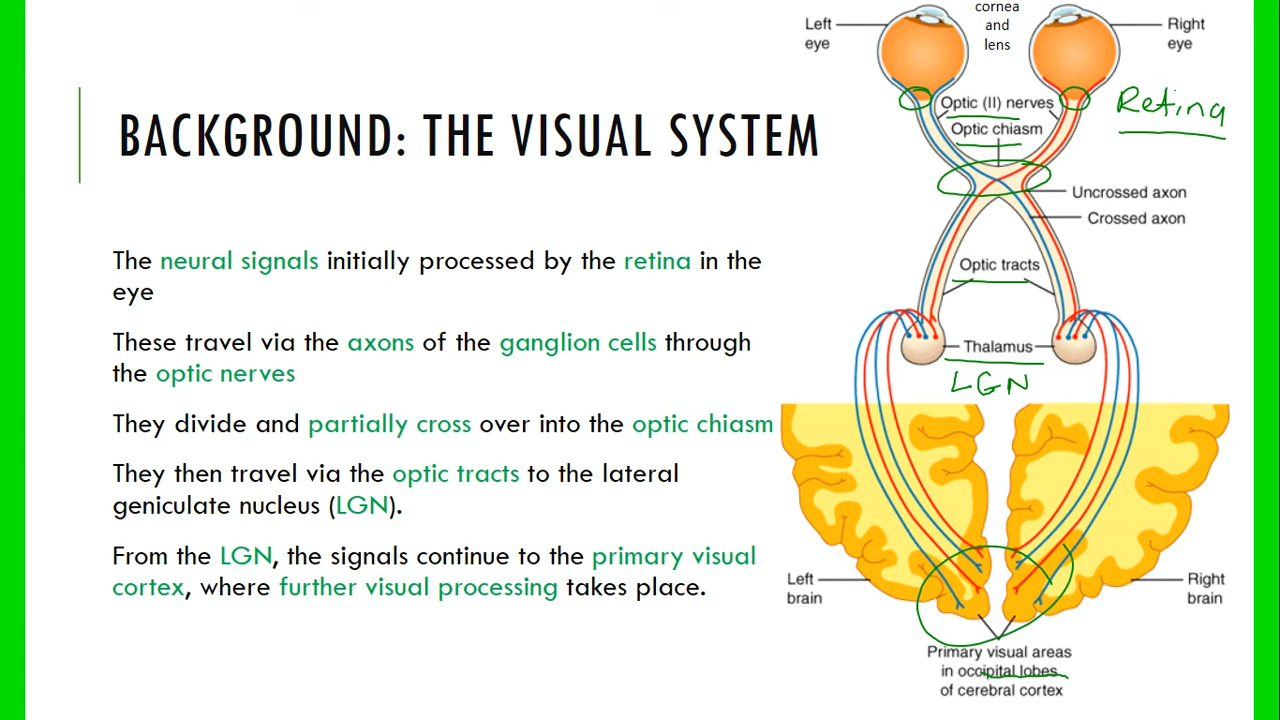 BACKGROUND: THE VISUAL SYSTEM
The neural signals initially processed by the retina in the
eye
These travel via the axons of the ganglion cells through
the optic nerves
They divide and partially cross over into the optic chiasm
They then travel via the optic tracts to the lateral
geniculate nucleus (LGN).
From the LGN, the signals continue to the primary visual
cortex, where further visual processing takes place.
cornea
and
lens
Left
eye
Right
eye
Optic (II) nerves
Retina
Optic chiasm
Uncrossed axon
Crossed axon
Optic tracts
Thalamus
LGN
Left
brain
Right
brain
Primary visual areas
in occipital lobes
of cerebral cortex